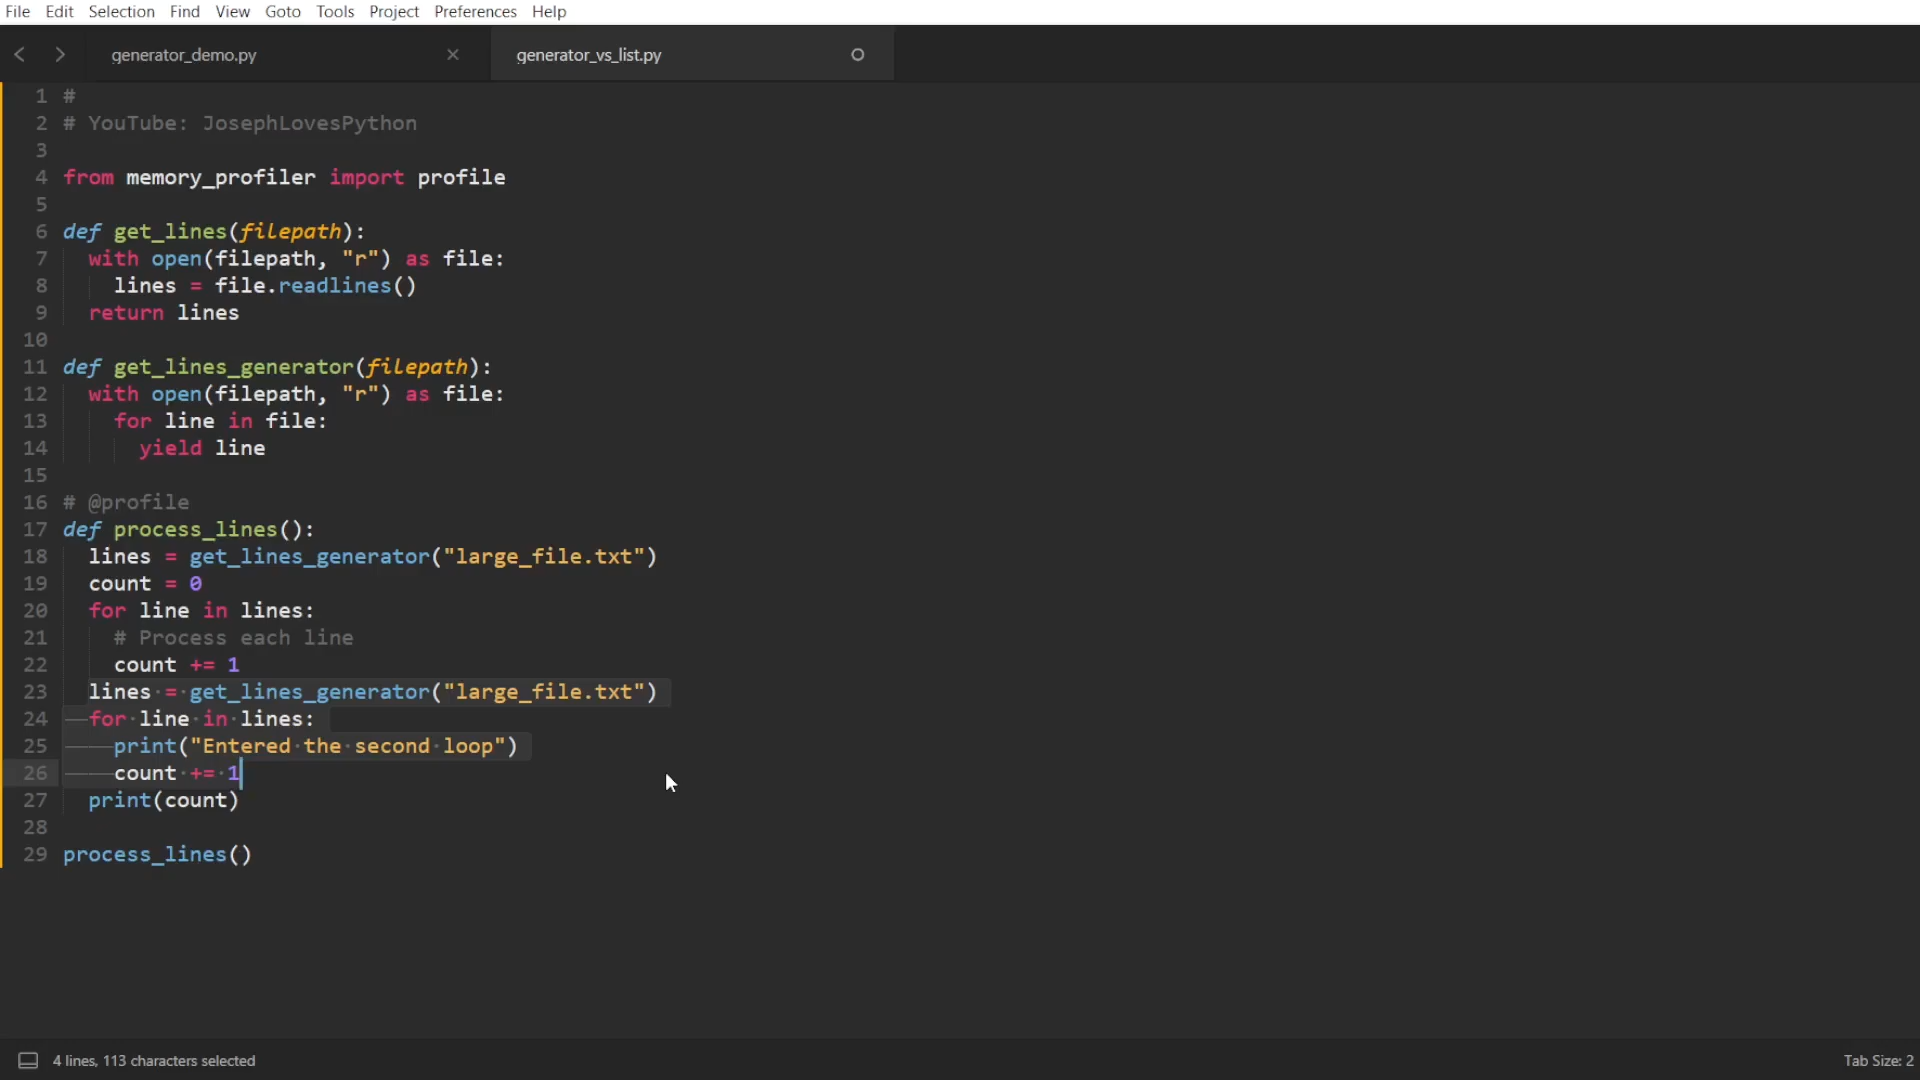 File Edit Selection Find View Goto Tools Project Preferences Help
generator_demo.py generator_vs_list.py
1 #
2 # YouTube: JosephLovesPython
3
4 from memory_profiler import profile
5
6 def get_lines(filepath):
7   with open(filepath, "r") as file:
8     lines = file.readlines()
9   return lines
10
11 def get_lines_generator(filepath):
12   with open(filepath, "r") as file:
13     for line in file:
14       yield line
15
16 # @profile
17 def process_lines():
18   lines = get_lines_generator("large_file.txt")
19   count = 0
20   for line in lines:
21     # Process each line
22     count += 1
23   lines = get_lines_generator("large_file.txt")
24   for line in lines:
25     print("Entered the second loop")
26     count += 1
27   print(count)
28
29 process_lines()
4 lines, 113 characters selected Tab Size: 2